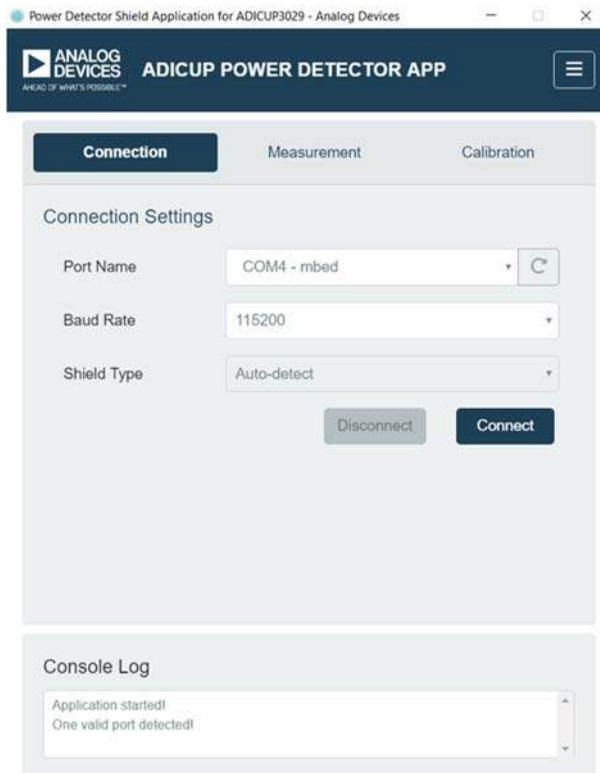 Power Detector Shield Application for ADICUP3029 - Analog Devices
ANALOG
DEVICES
AHEAD OF WHAT'S POSSIBLE™
ADICUP POWER DETECTOR APP
Connection Measurement Calibration
Connection Settings
Port Name COM4 - mbed
Baud Rate 115200
Shield Type Auto-detect
Disconnect Connect
Console Log
Application started!
One valid port detected!